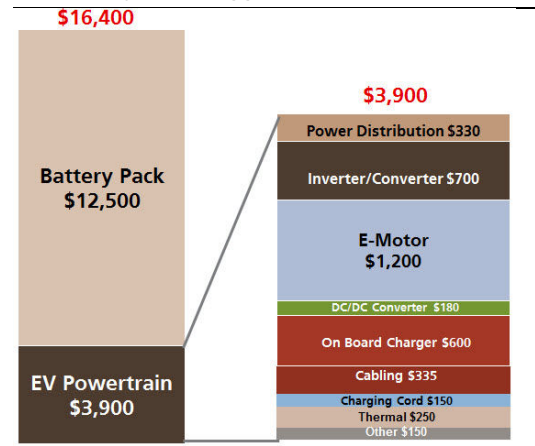 $16,400
Battery Pack
$12,500
EV Powertrain
$3,900
$3,900
Power Distribution $330
Inverter/Converter $700
E-Motor
$1,200
DC/DC Converter $180
On Board Charger $600
Cabling $335
Charging Cord $150
Thermal $250
Other $150